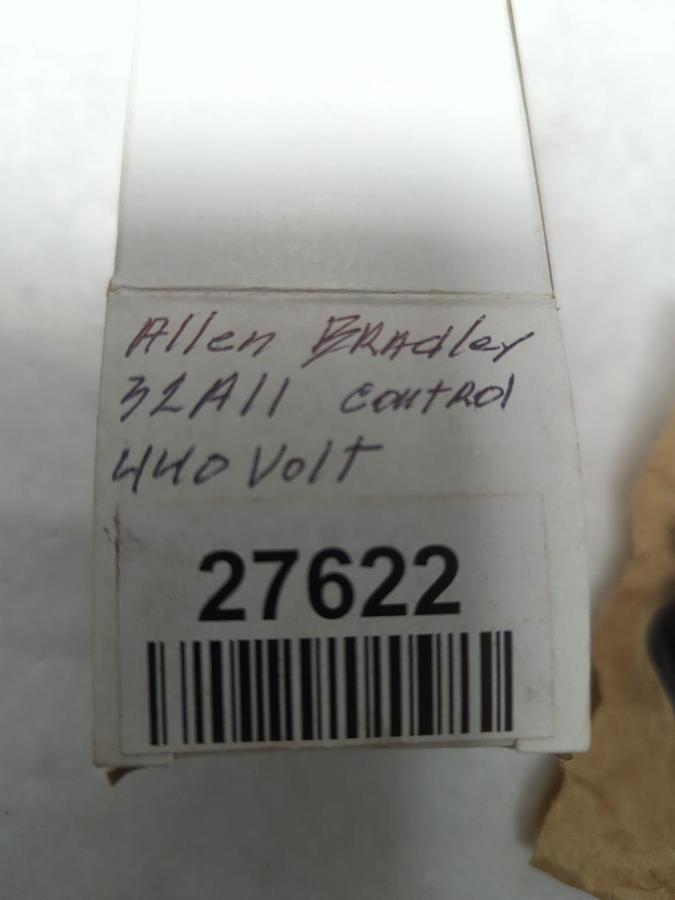 Allen BRAdley
32A11 CONtROl
440 Volt
27622